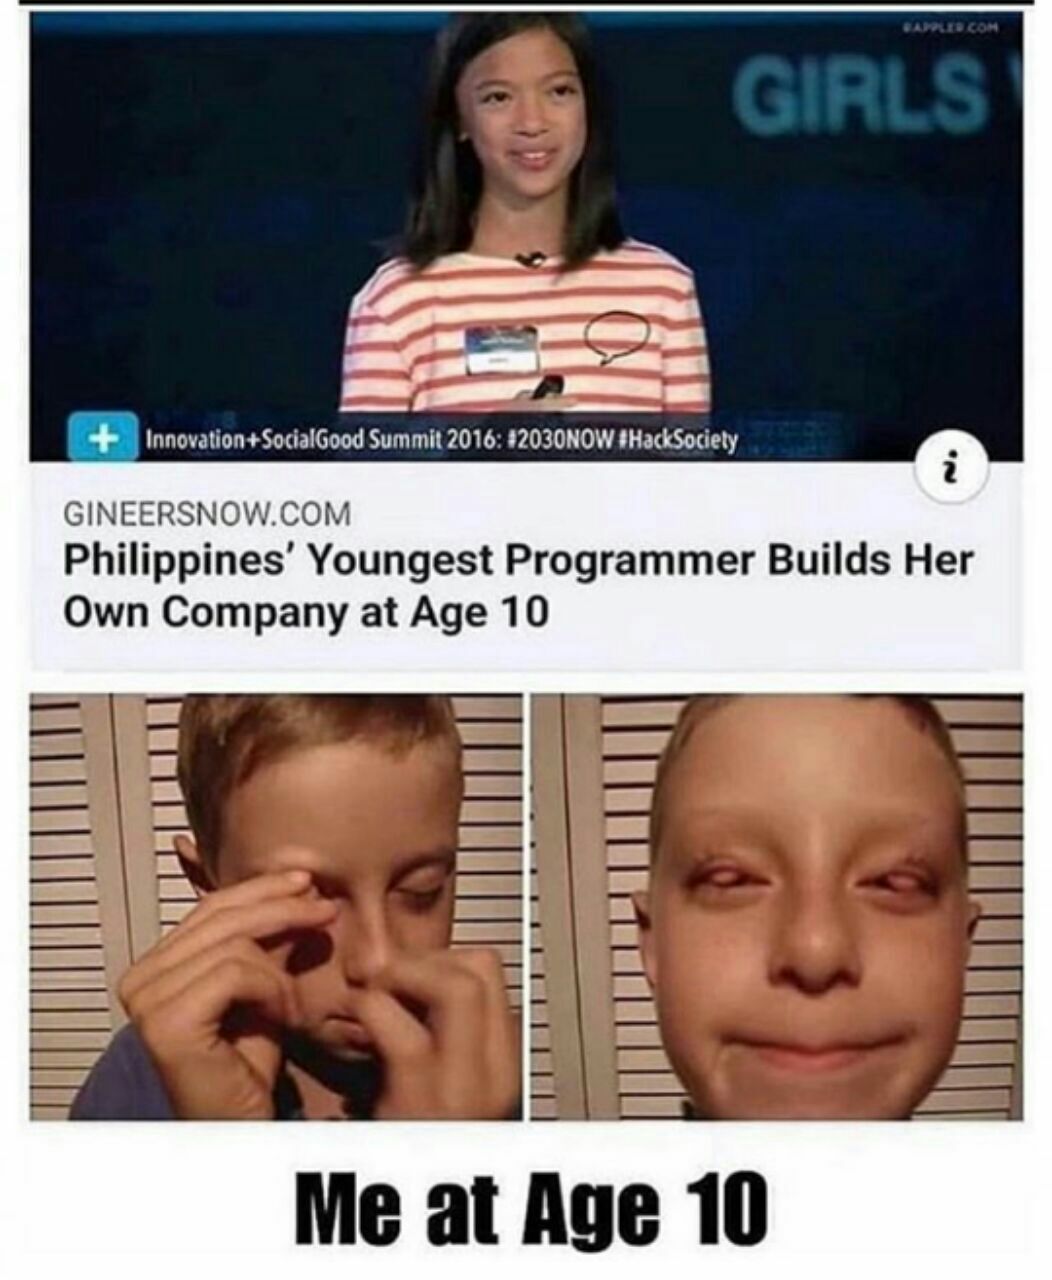 RAPPLER.COM
GIRLS
+ Innovation+SocialGood Summit 2016: #2030NOW #HackSociety
i
GINEERSNOW.COM
Philippines’ Youngest Programmer Builds Her
Own Company at Age 10
Me at Age 10